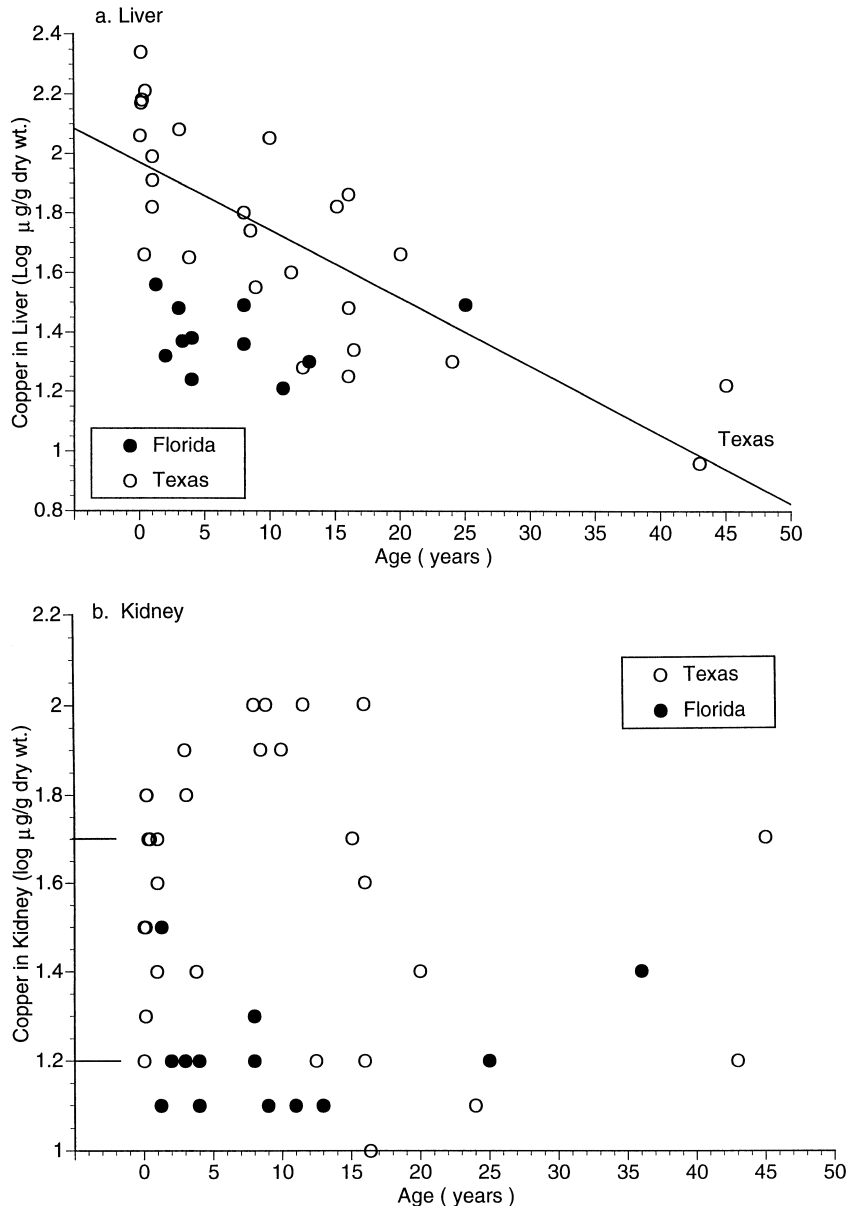 a. Liver
2.4
2.2
2
1.8
1.6
1.4
1.2
1
0.8
Copper in Liver (Log μg/g dry wt.)
Florida
Texas
Texas
0 5 10 15 20 25 30 35 40 45 50
Age ( years )
b. Kidney
2.2
2
1.8
1.6
1.4
1.2
1
Copper in Kidney (log μg/g dry wt.)
Texas
Florida
0 5 10 15 20 25 30 35 40 45 50
Age ( years )